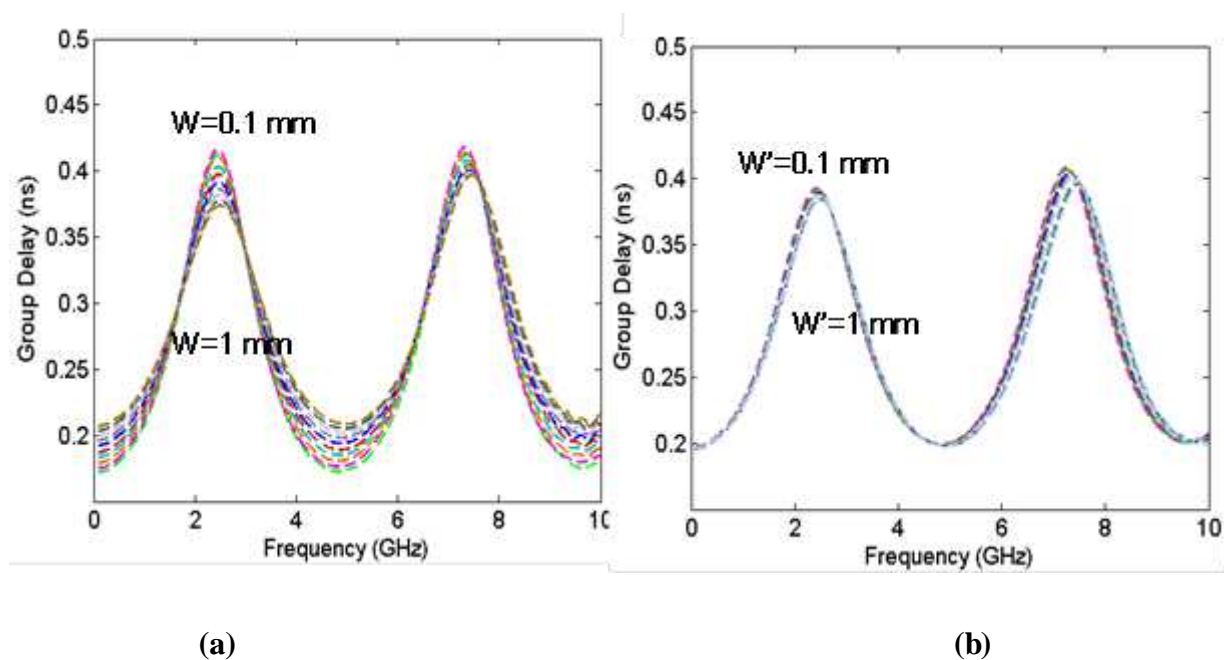 0.5
0.45
0.4
0.35
0.3
0.25
0.2
Group Delay (ns)
W=0.1 mm
W=1 mm
0 2 4 6 8 10
Frequency (GHz)
(a)
0.5
0.45
0.4
0.35
0.3
0.25
0.2
Group Delay (ns)
W'=0.1 mm
W'=1 mm
0 2 4 6 8 10
Frequency (GHz)
(b)